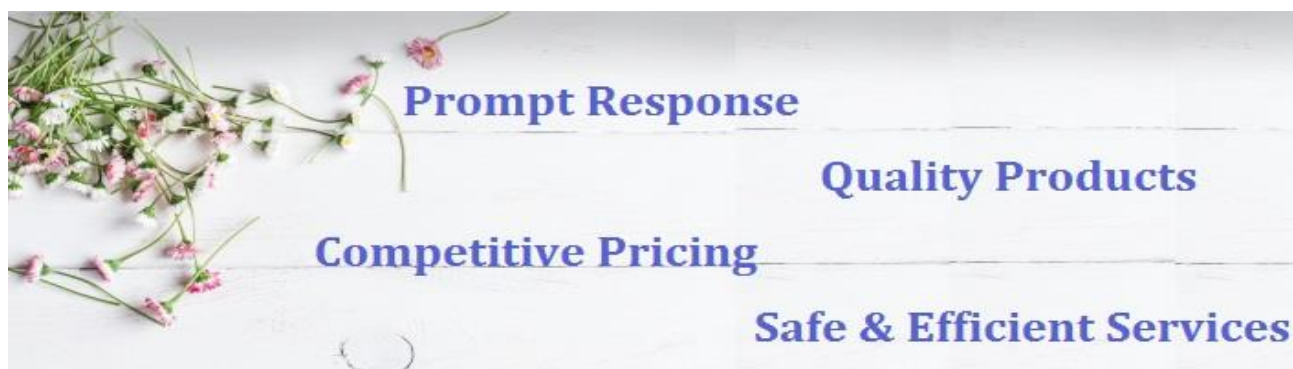 Prompt Response
Quality Products
Competitive Pricing
Safe & Efficient Services